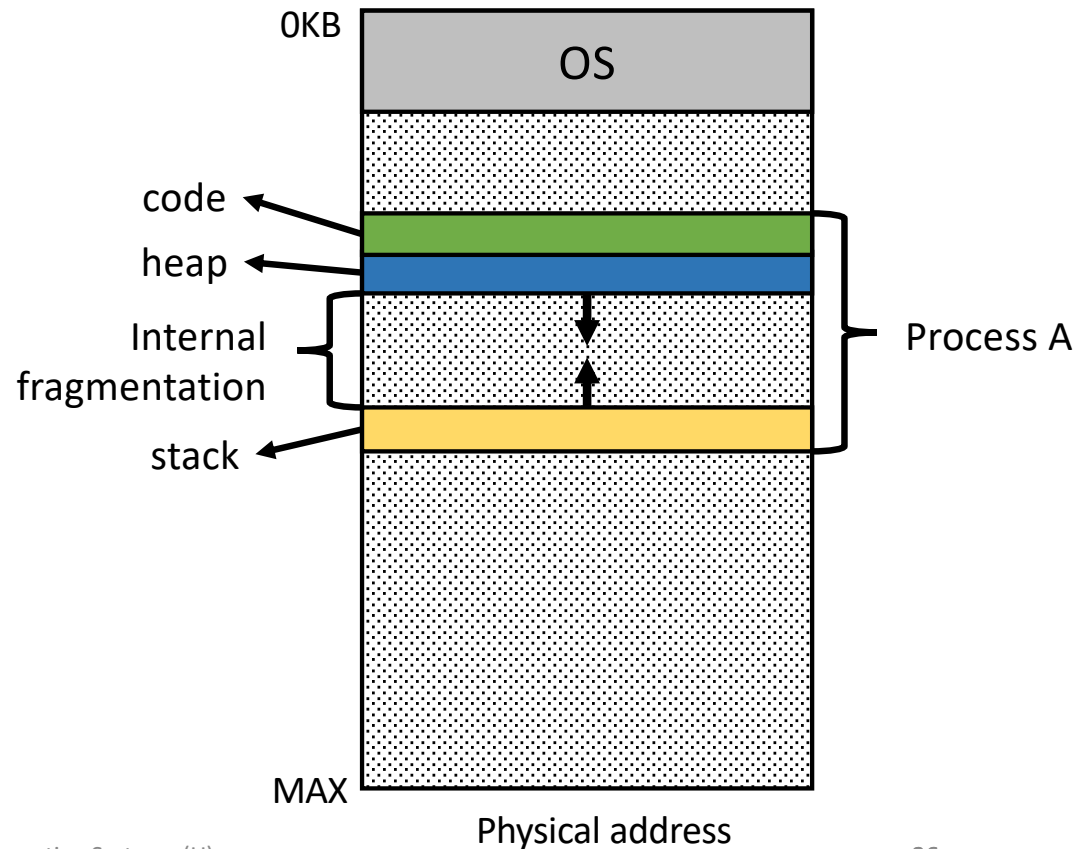 0KB
OS
code
heap
Internal
fragmentation
Process A
stack
MAX
Physical address